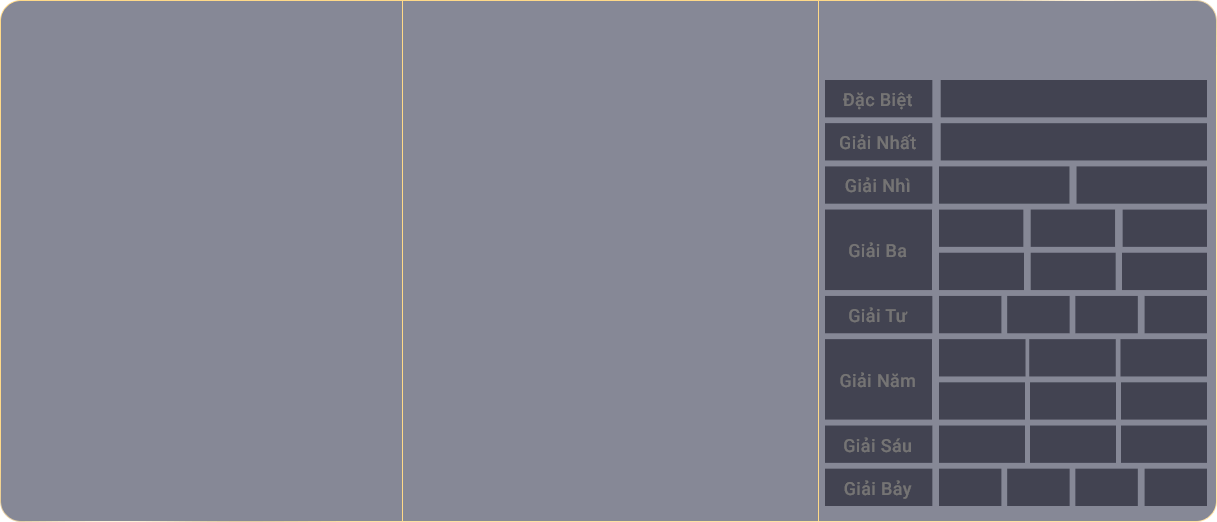 Đặc Biệt
Giải Nhất
Giải Nhì
Giải Ba
Giải Tư
Giải Năm
Giải Sáu
Giải Bảy